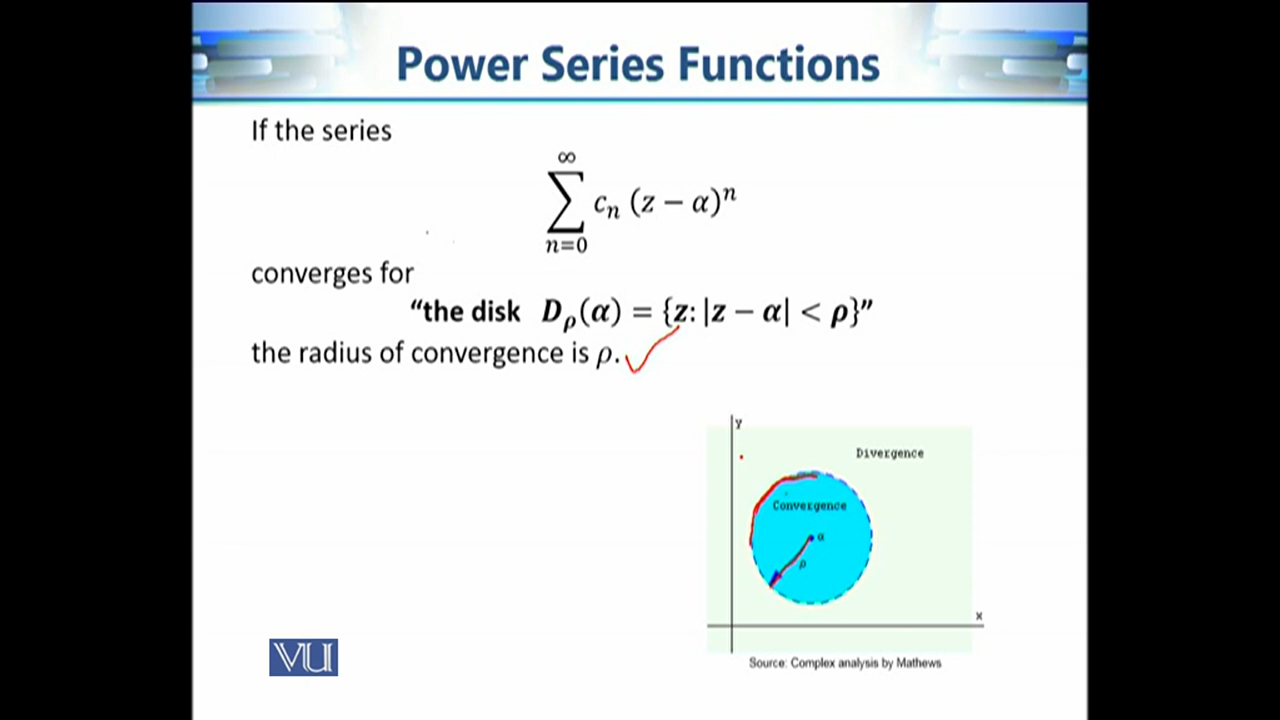 Power Series Functions
If the series
∞
∑ cₙ (z − α)ⁿ
n=0
converges for
“the disk D_ρ(α) = {z: |z − α| < ρ}”
the radius of convergence is ρ.
y
Divergence
Convergence
α
ρ
x
VU
Source: Complex analysis by Mathews